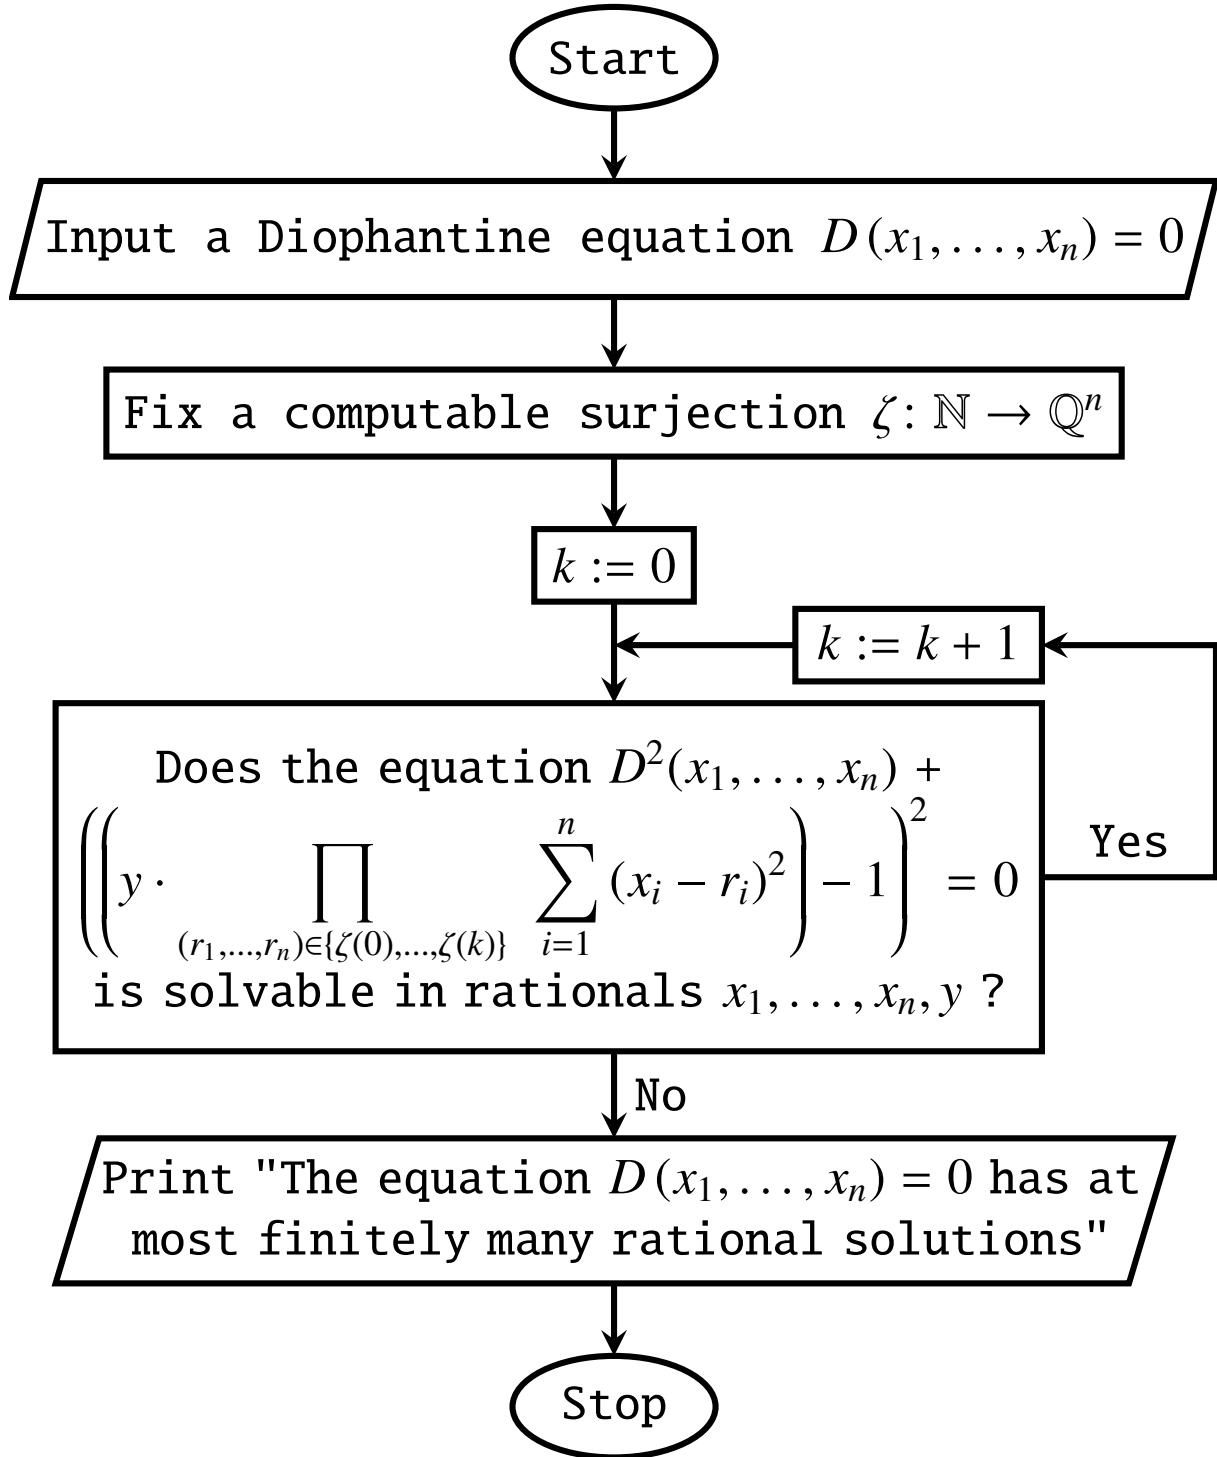 Start
Input a Diophantine equation D(x₁, . . . , xₙ) = 0
Fix a computable surjection ζ : ℕ → ℚⁿ
k := 0
k := k + 1
Does the equation D²(x₁, . . . , xₙ) +
((y · ∏_{(r₁,...,rₙ)∈{ζ(0),...,ζ(k)}} ∑_{i=1}^{n} (xᵢ − rᵢ)²) − 1)² = 0
is solvable in rationals x₁, . . . , xₙ, y ?
Yes
No
Print "The equation D(x₁, . . . , xₙ) = 0 has at
most finitely many rational solutions"
Stop